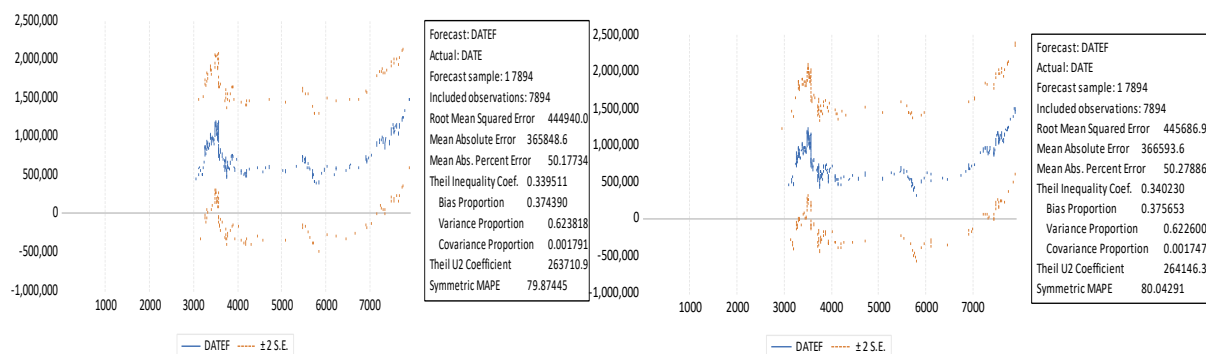 2,500,000
2,000,000
1,500,000
1,000,000
500,000
0
-500,000
-1,000,000
1000 2000 3000 4000 5000 6000 7000
DATEF ±2 S.E.
Forecast: DATEF
Actual: DATE
Forecast sample: 1 7894
Included observations: 7894
Root Mean Squared Error 444940.0
Mean Absolute Error 365848.6
Mean Abs. Percent Error 50.17734
Theil Inequality Coef. 0.339511
Bias Proportion 0.374390
Variance Proportion 0.623818
Covariance Proportion 0.001791
Theil U2 Coefficient 263710.9
Symmetric MAPE 79.87445
2,500,000
2,000,000
1,500,000
1,000,000
500,000
0
-500,000
-1,000,000
1000 2000 3000 4000 5000 6000 7000
DATEF ±2 S.E.
Forecast: DATEF
Actual: DATE
Forecast sample: 1 7894
Included observations: 7894
Root Mean Squared Error 445686.9
Mean Absolute Error 366593.6
Mean Abs. Percent Error 50.27886
Theil Inequality Coef. 0.340230
Bias Proportion 0.375653
Variance Proportion 0.622600
Covariance Proportion 0.001747
Theil U2 Coefficient 264146.3
Symmetric MAPE 80.04291